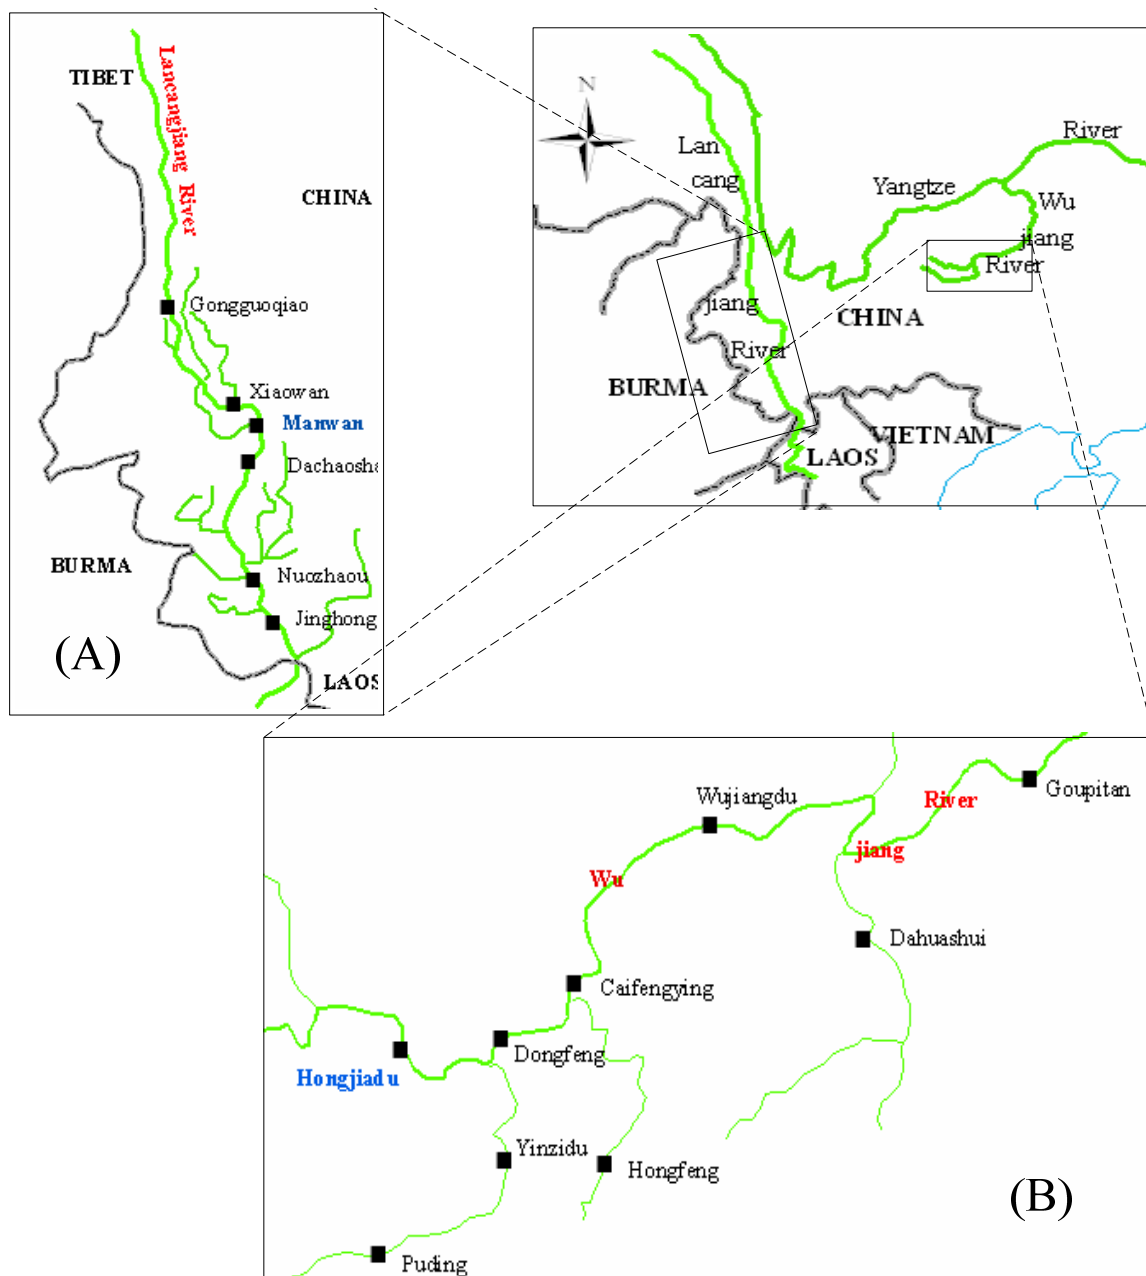 TIBET
Lancangjiang River
CHINA
Gongguoqiao
Xiaowan
Manwan
Dachaosha
BURMA
Nuozhaou
Jinghong
(A)
LAOS
N
River
Lan
cang
Yangtze
Wu
jiang
River
jiang
CHINA
River
BURMA
VIETNAM
LAOS
Wujiangdu
River
Goupitan
jiang
Wu
Dahuashui
Caifengying
Dongfeng
Hongjiadu
Yinzidu
Hongfeng
(B)
Puding